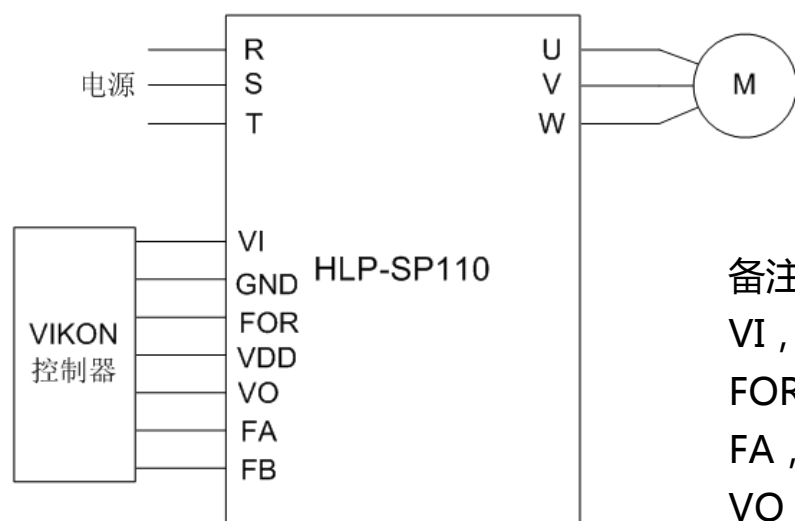 R
U
电源
S
V
M
T
W
VI
GND
HLP-SP110
FOR
VDD
VO
FA
FB
VIKON
控制器
备注
VI，
FOR
FA，
VO